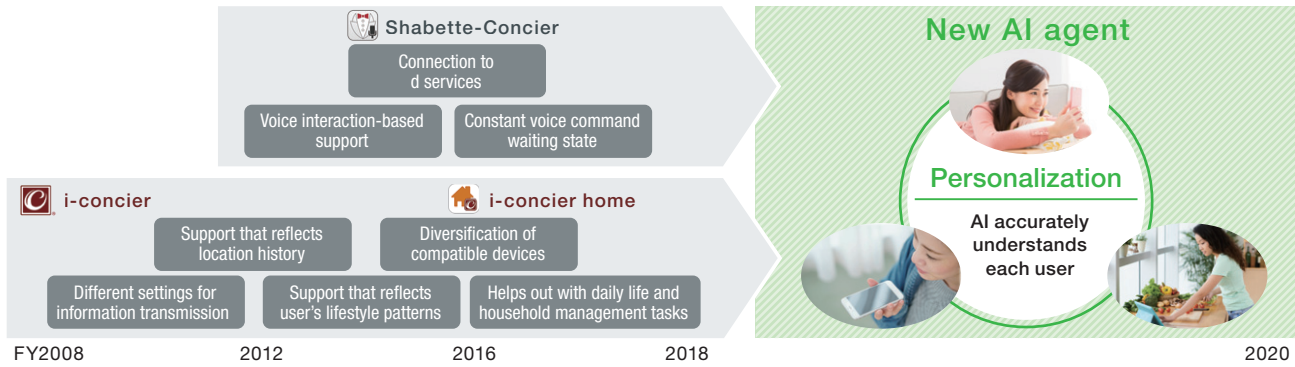 Shabette-Concier
Connection to
d services
Voice interaction-based
support
Constant voice command
waiting state
i-concier
i-concier home
Support that reflects
location history
Diversification of
compatible devices
Different settings for
information transmission
Support that reflects
user's lifestyle patterns
Helps out with daily life and
household management tasks
New AI agent
Personalization
AI accurately
understands
each user
FY2008
2012
2016
2018
2020